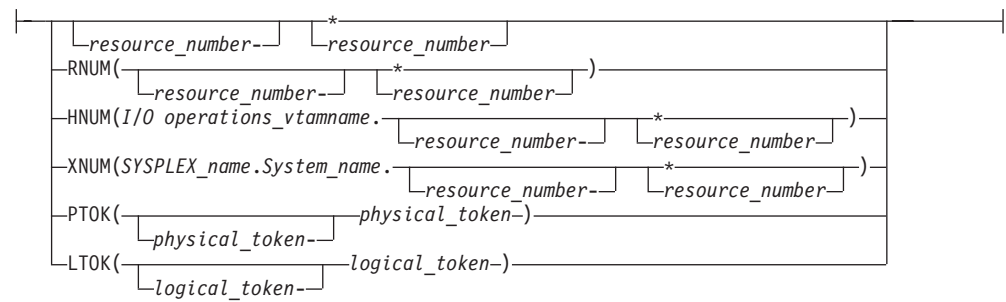 *
resource_number- resource_number
RNUM( * )
resource_number- resource_number
HNUM(I/O operations_vtamname. * )
resource_number- resource_number
XNUM(SYSPLEX_name.System_name. * )
resource_number- resource_number
PTOK( physical_token )
physical_token-
LTOK( logical_token )
logical_token-